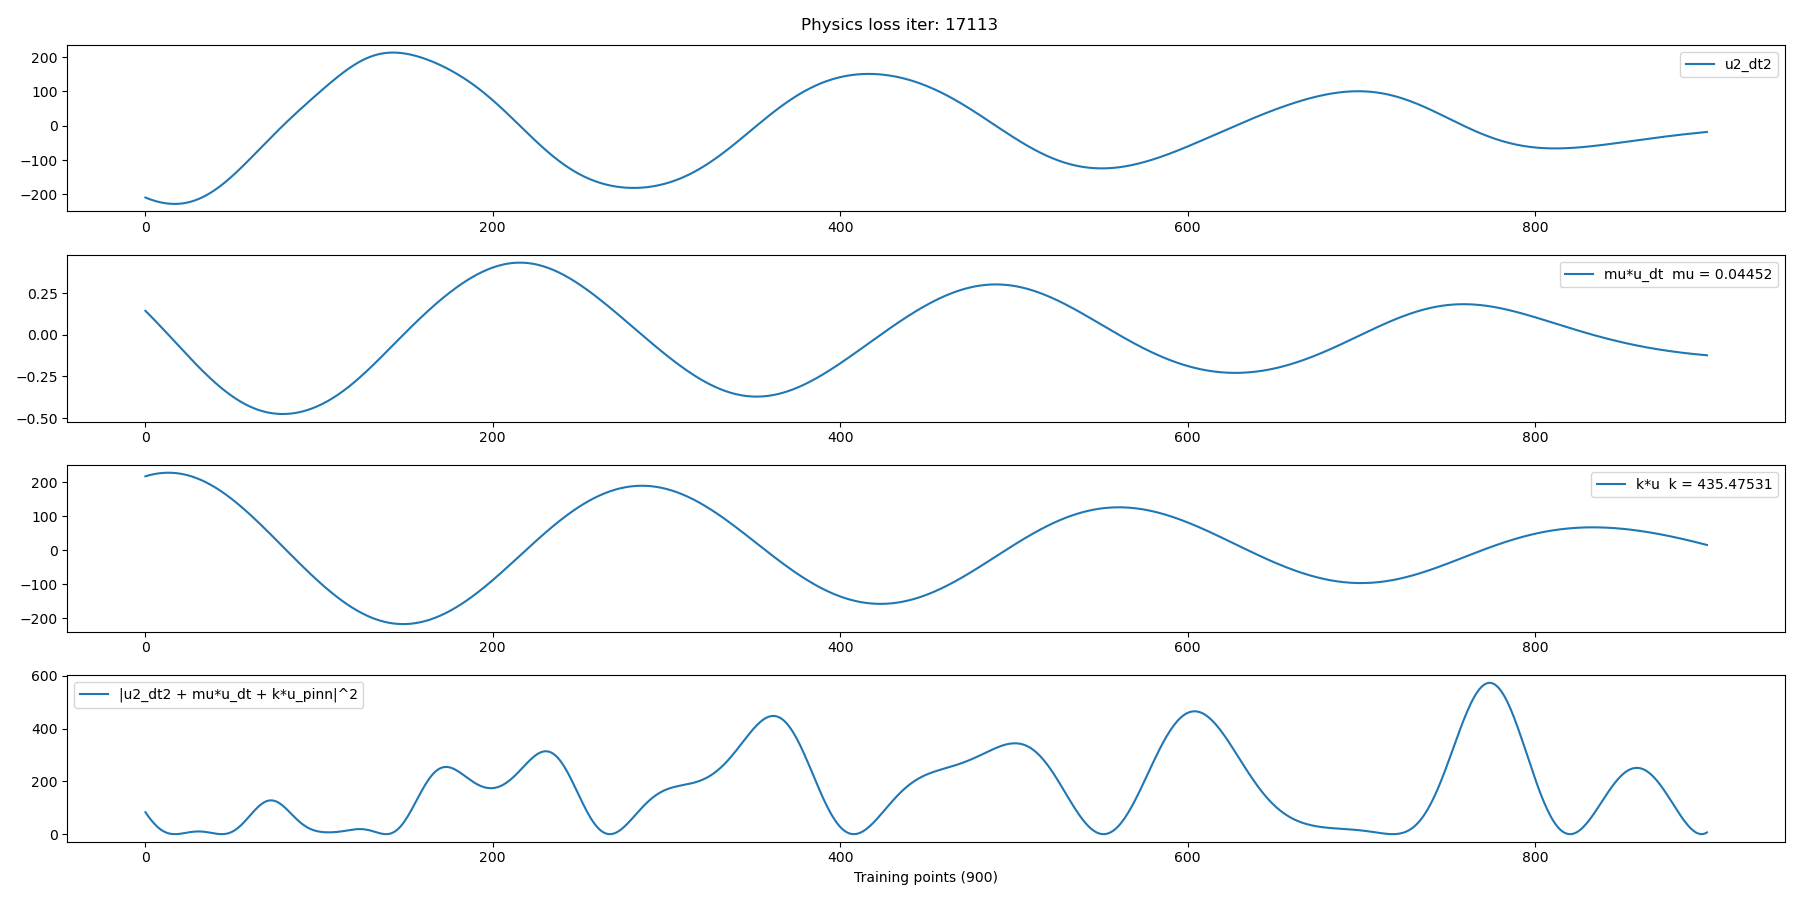 Physics loss iter: 17113
200
100
0
−100
−200
u2_dt2
0 200 400 600 800
0.25
0.00
−0.25
−0.50
mu*u_dt mu = 0.04452
0 200 400 600 800
200
100
0
−100
−200
k*u k = 435.47531
0 200 400 600 800
600
400
200
0
|u2_dt2 + mu*u_dt + k*u_pinn|^2
0 200 400 600 800
Training points (900)